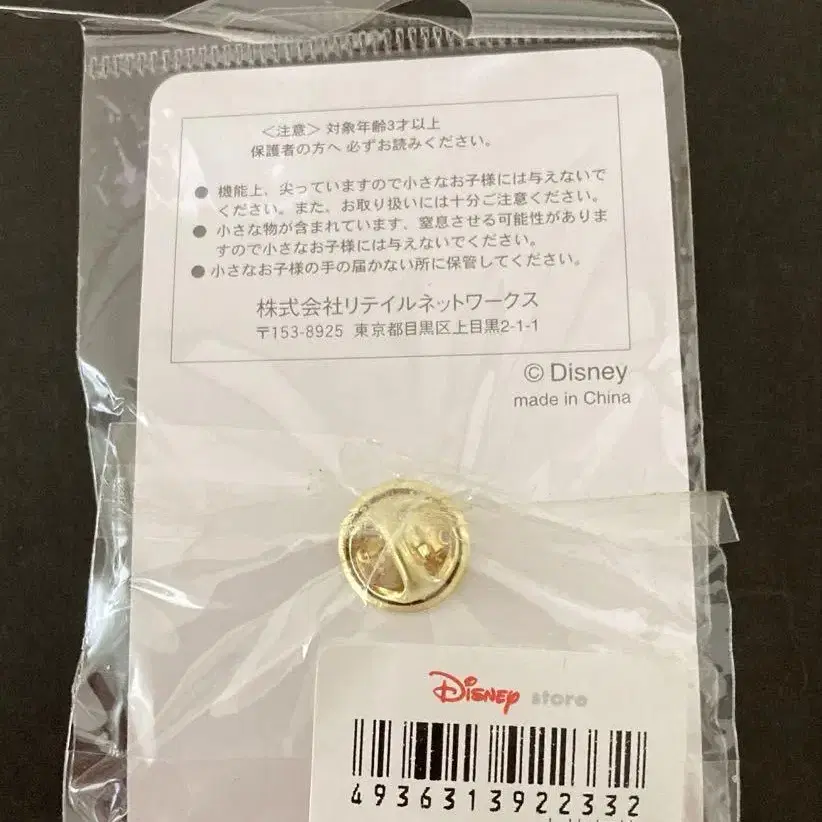 ＜注意＞ 対象年齢3才以上
保護者の方へ 必ずお読みください。
● 機能上、尖っていますので小さなお子様には与えないで
ください。また、お取り扱いには十分ご注意ください。
● 小さな物が含まれています、窒息させる可能性がありま
すので小さなお子様には与えないでください。
● 小さなお子様の手の届かない所に保管してください。
株式会社リテイルネットワークス
〒153-8925 東京都目黒区上目黒2-1-1
© Disney
made in China
Disney store
4936313922332